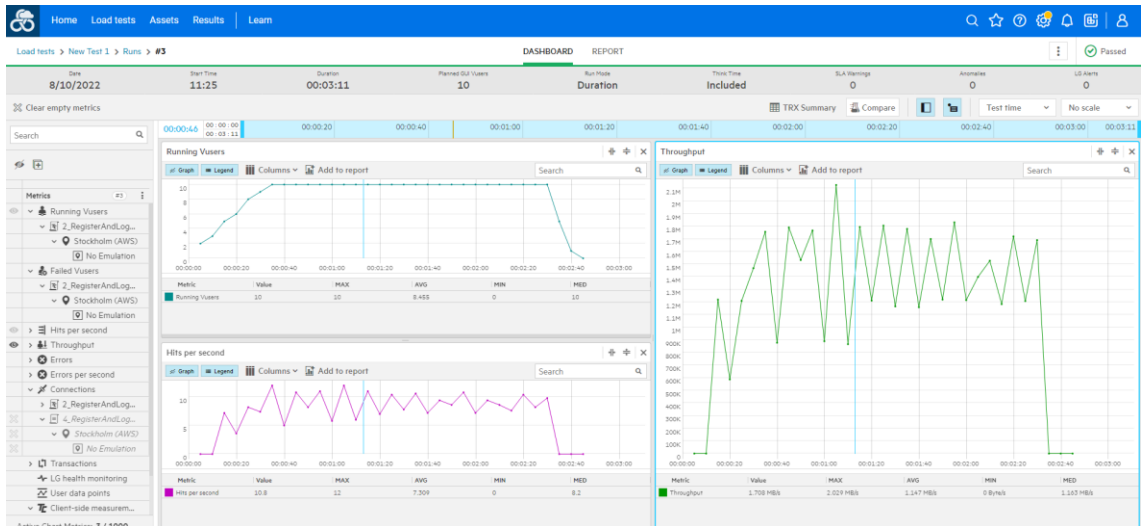 Home Load tests Assets Results Learn
Load tests > New Test 1 > Runs > #3
DASHBOARD REPORT
Passed
Date Start Time Duration Planned GUI Vusers Run Mode Think Time SLA Warnings Anomalies LG Alerts
8/10/2022 11:25 00:03:11 10 Duration Included 0 0 0
Clear empty metrics
TRX Summary Compare Test time No scale
Search
00:00:46 00:00:00 00:03:11 00:00:20 00:00:40 00:01:00 00:01:20 00:01:40 00:02:00 00:02:20 00:02:40 00:03:00 00:03:11
Metrics #3
Running Vusers
2_RegisterAndLog...
Stockholm (AWS)
No Emulation
Failed Vusers
2_RegisterAndLog...
Stockholm (AWS)
No Emulation
Hits per second
Throughput
Errors
Errors per second
Connections
2_RegisterAndLog...
4_RegisterAndLog...
Stockholm (AWS)
No Emulation
Transactions
LG health monitoring
User data points
Client-side measurem...
Running Vusers
Graph Legend Columns Add to report Search
10
8
6
4
2
0
00:00:00 00:00:20 00:00:40 00:01:00 00:01:20 00:01:40 00:02:00 00:02:20 00:02:40 00:03:00
Metric Value MAX AVG MIN MED
Running Vusers 10 10 8.455 0 10
Hits per second
Graph Legend Columns Add to report Search
10
5
0
00:00:00 00:00:20 00:00:40 00:01:00 00:01:20 00:01:40 00:02:00 00:02:20 00:02:40 00:03:00
Metric Value MAX AVG MIN MED
Hits per second 10.8 12 7.309 0 8.2
Throughput
Graph Legend Columns Add to report Search
2.1M
2M
1.9M
1.8M
1.7M
1.6M
1.5M
1.4M
1.3M
1.2M
1.1M
1M
900K
800K
700K
600K
500K
400K
300K
200K
100K
0
00:00:00 00:00:20 00:00:40 00:01:00 00:01:20 00:01:40 00:02:00 00:02:20 00:02:40 00:03:00
Metric Value MAX AVG MIN MED
Throughput 1.708 MB/s 2.029 MB/s 1.147 MB/s 0 Byte/s 1.163 MB/s